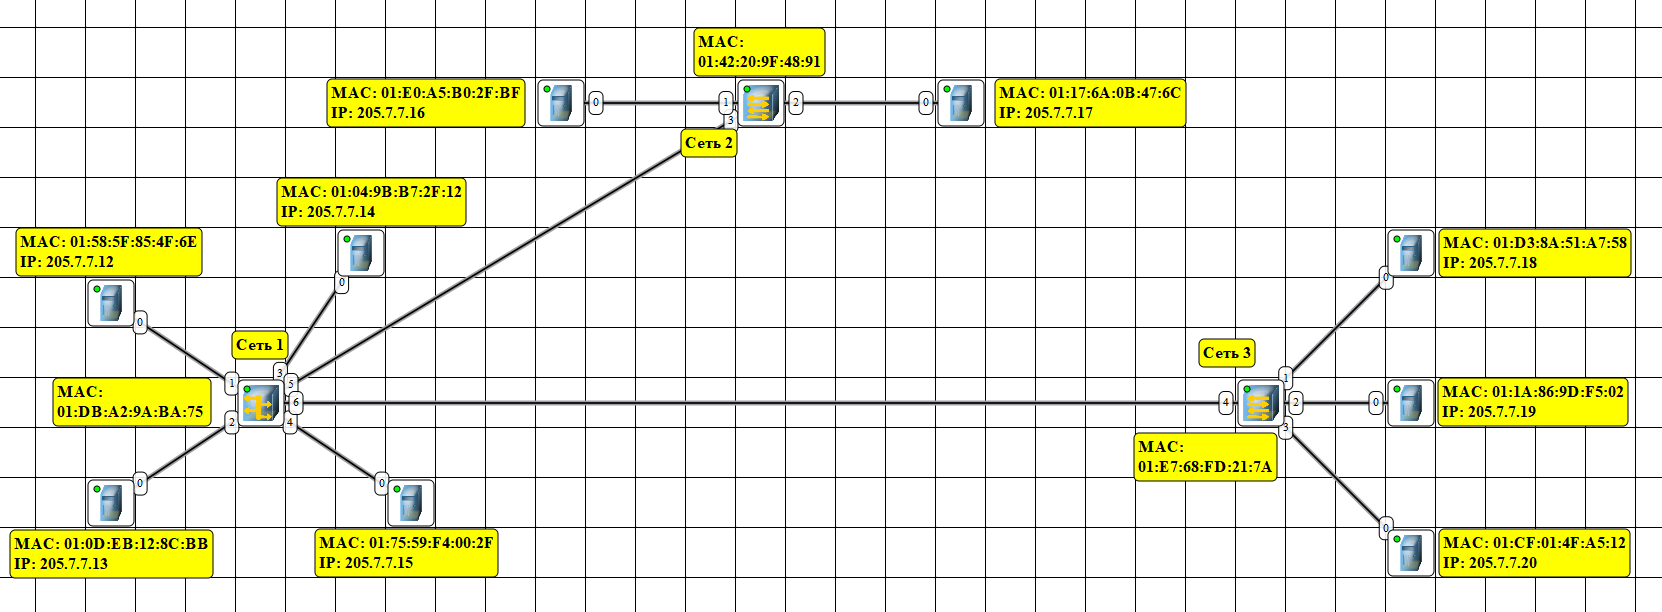 MAC:
01:42:20:9F:48:91
MAC: 01:E0:A5:B0:2F:BF
IP: 205.7.7.16
0
1
2
0
3
MAC: 01:17:6A:0B:47:6C
IP: 205.7.7.17
Сеть 2
MAC: 01:04:9B:B7:2F:12
IP: 205.7.7.14
0
MAC: 01:58:5F:85:4F:6E
IP: 205.7.7.12
0
MAC: 01:D3:8A:51:A7:58
IP: 205.7.7.18
0
Сеть 1
Сеть 3
1
3
5
6
2
4
MAC:
01:DB:A2:9A:BA:75
4
1
2
3
0
MAC: 01:1A:86:9D:F5:02
IP: 205.7.7.19
MAC:
01:E7:68:FD:21:7A
0
0
0
MAC: 01:0D:EB:12:8C:BB
IP: 205.7.7.13
MAC: 01:75:59:F4:00:2F
IP: 205.7.7.15
MAC: 01:CF:01:4F:A5:12
IP: 205.7.7.20